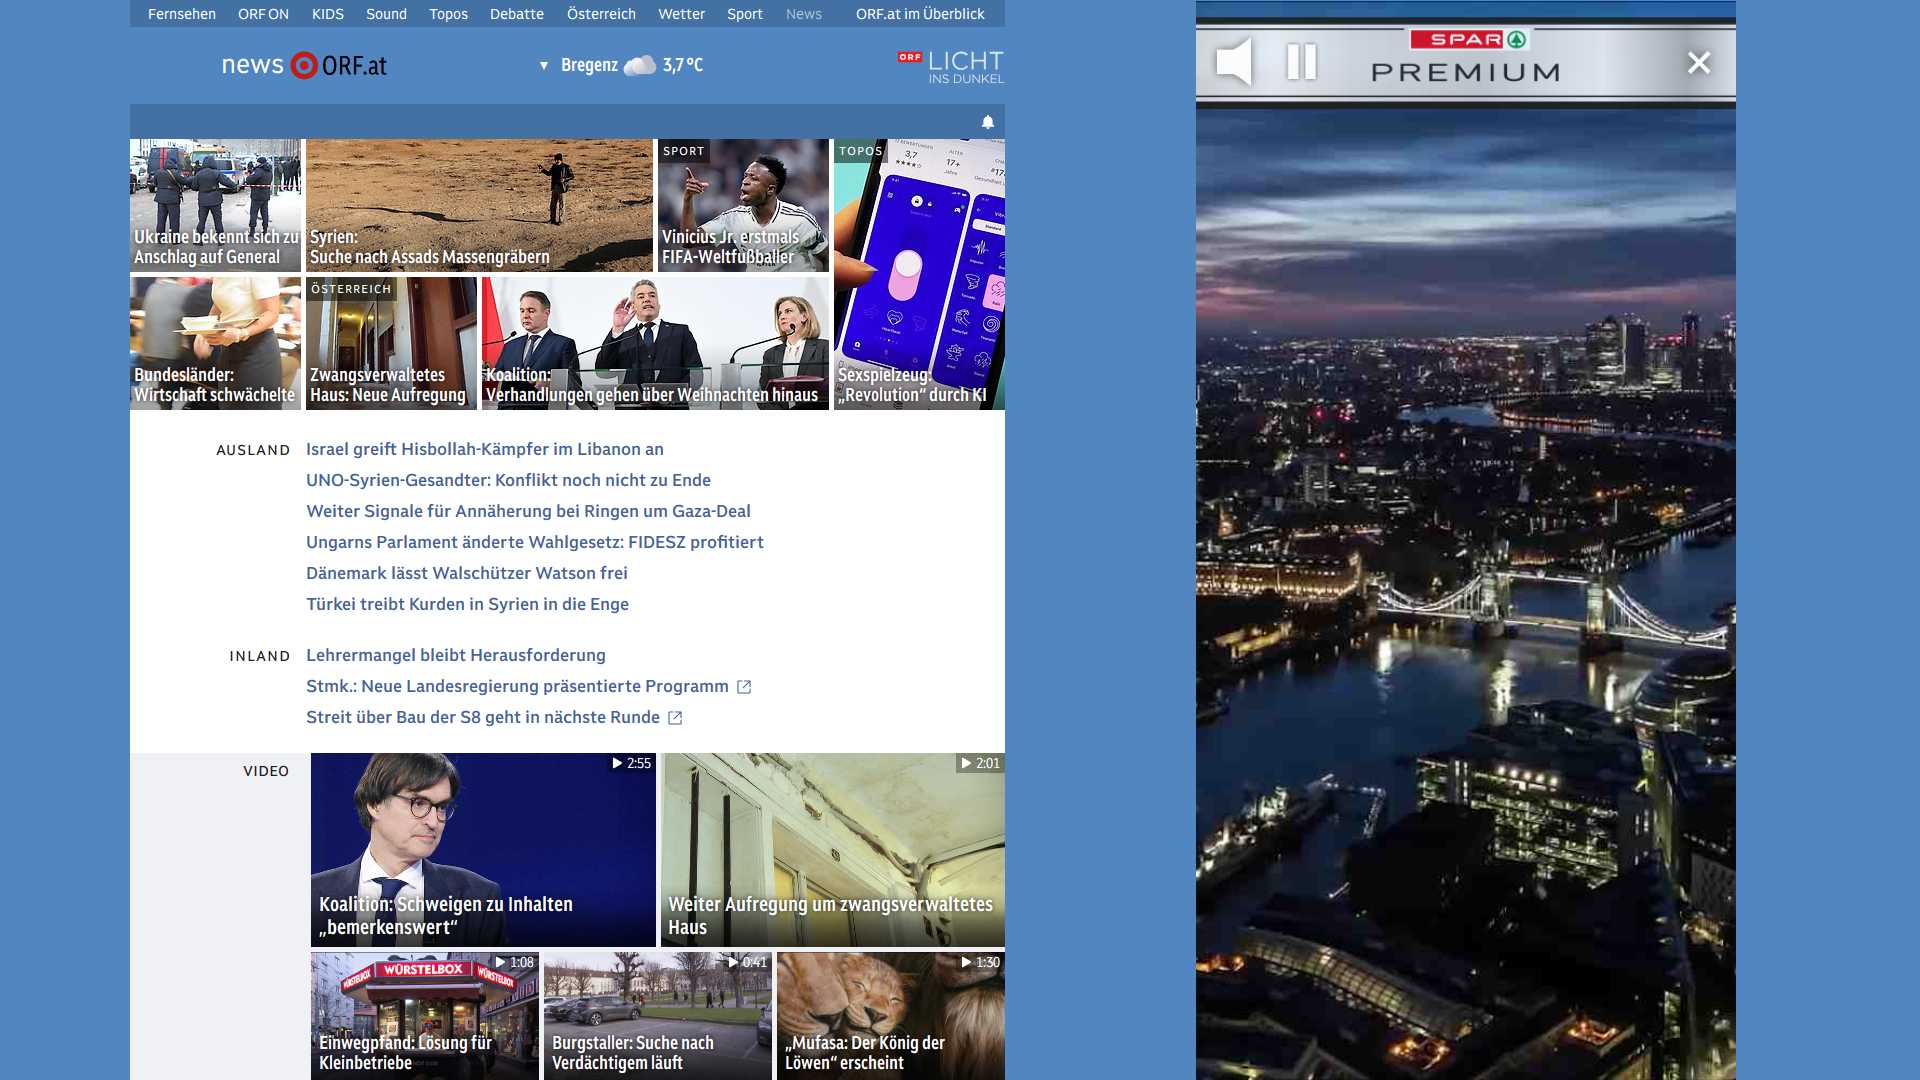 Fernsehen ORF ON KIDS Sound Topos Debatte Österreich Wetter Sport News ORF.at im Überblick
news ORF.at
▼ Bregenz 3,7 °C
ORF LICHT
INS DUNKEL
Ukraine bekennt sich zu
Anschlag auf General
Syrien:
Suche nach Assads Massengräbern
SPORT
Vinicius Jr. erstmals
FIFA-Weltfußballer
TOPOS
3,7
17+
Jahre
Sexspielzeug:
„Revolution“ durch KI
Bundesländer:
Wirtschaft schwächelte
ÖSTERREICH
Zwangsverwaltetes
Haus: Neue Aufregung
Koalition:
Verhandlungen gehen über Weihnachten hinaus
AUSLAND
Israel greift Hisbollah-Kämpfer im Libanon an
UNO-Syrien-Gesandter: Konflikt noch nicht zu Ende
Weiter Signale für Annäherung bei Ringen um Gaza-Deal
Ungarns Parlament änderte Wahlgesetz: FIDESZ profitiert
Dänemark lässt Walschützer Watson frei
Türkei treibt Kurden in Syrien in die Enge
INLAND
Lehrermangel bleibt Herausforderung
Stmk.: Neue Landesregierung präsentierte Programm
Streit über Bau der S8 geht in nächste Runde
VIDEO
2:55
Koalition: Schweigen zu Inhalten
„bemerkenswert“
2:01
Weiter Aufregung um zwangsverwaltetes
Haus
1:08
WÜRSTELBOX WÜRSTELBOX WÜRSTELBOX
Einwegpfand: Lösung für
Kleinbetriebe
0:41
Burgstaller: Suche nach
Verdächtigem läuft
1:30
„Mufasa: Der König der
Löwen“ erscheint
SPAR
PREMIUM